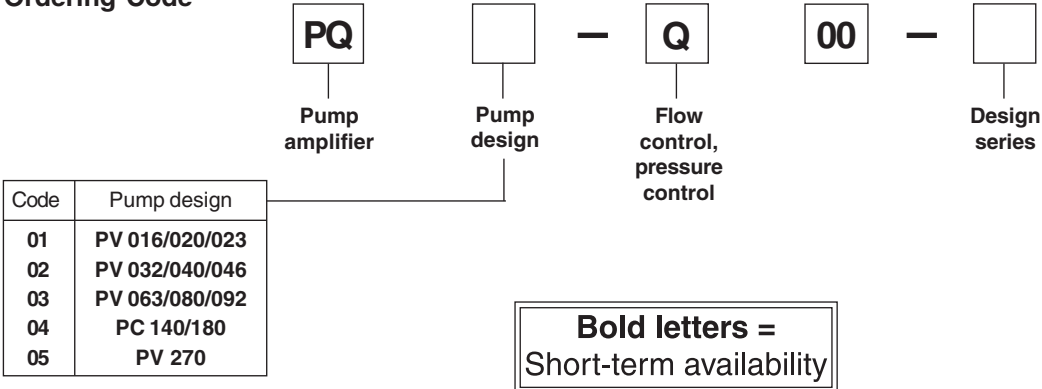 Ordering Code
PQ – Q 00 –
Pump amplifier
Pump design
Flow control, pressure control
Design series
Code Pump design
01 PV 016/020/023
02 PV 032/040/046
03 PV 063/080/092
04 PC 140/180
05 PV 270
Bold letters =
Short-term availability